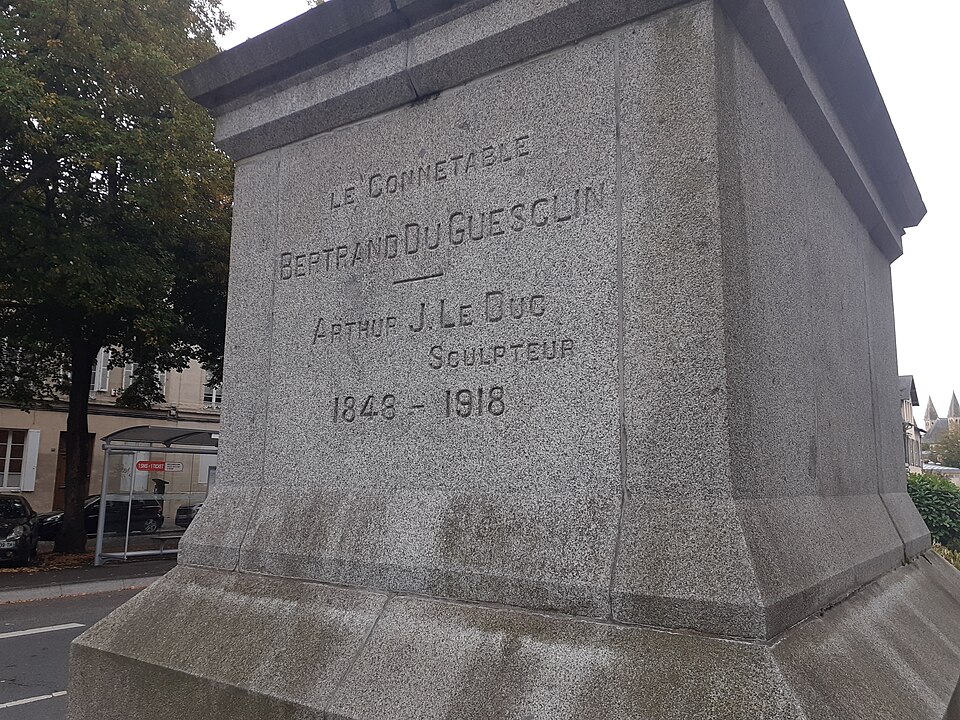 LE CONNETABLE
BERTRAND DU GUESCLIN
ARTHUR J. LE DUC
SCULPTEUR
1848 - 1918